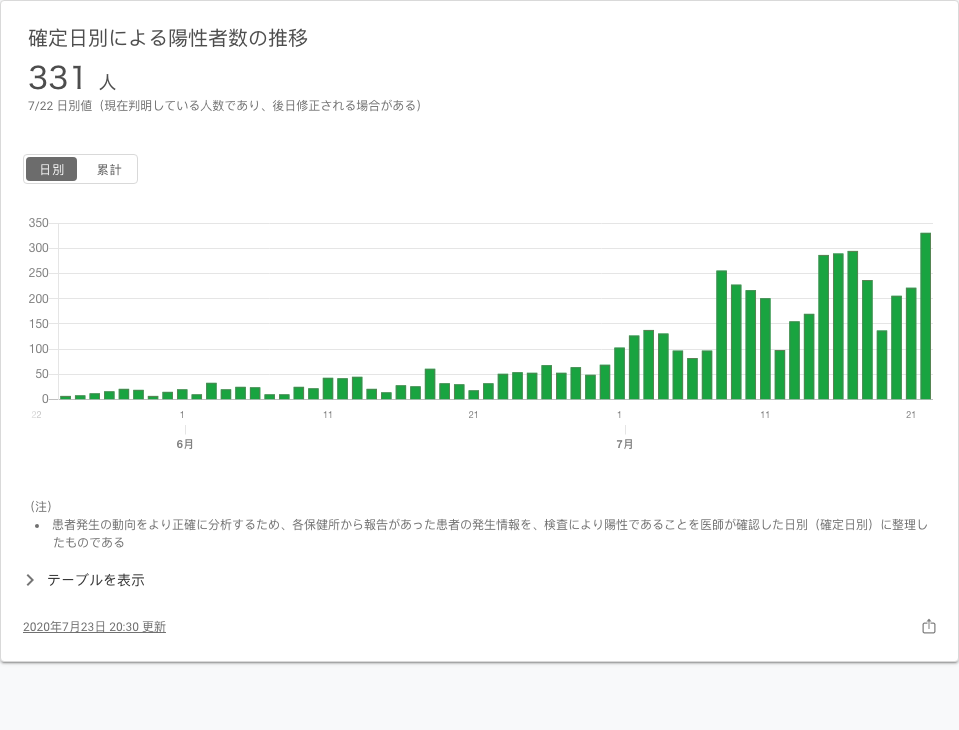 確定日別による陽性者数の推移
331 人
7/22 日別値（現在判明している人数であり、後日修正される場合がある）
日別 累計
350
300
250
200
150
100
50
0
22 1 11 21 1 11 21
6月 7月
（注）
• 患者発生の動向をより正確に分析するため、各保健所から報告があった患者の発生情報を、検査により陽性であることを医師が確認した日別（確定日別）に整理し
たものである
テーブルを表示
2020年7月23日 20:30 更新